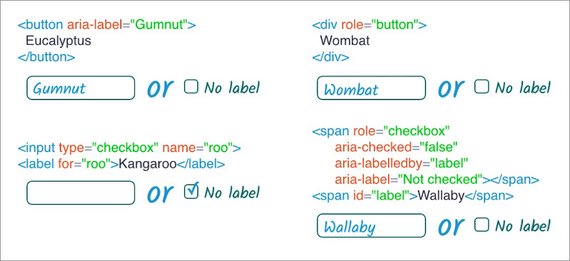 <button aria-label="Gumnut">
Eucalyptus
</button>
Gumnut or No label
<input type="checkbox" name="roo">
<label for="roo">Kangaroo</label>
or No label
<div role="button">
Wombat
</div>
Wombat or No label
<span role="checkbox"
aria-checked="false"
aria-labelledby="label"
aria-label="Not checked"></span>
<span id="label">Wallaby</span>
Wallaby or No label